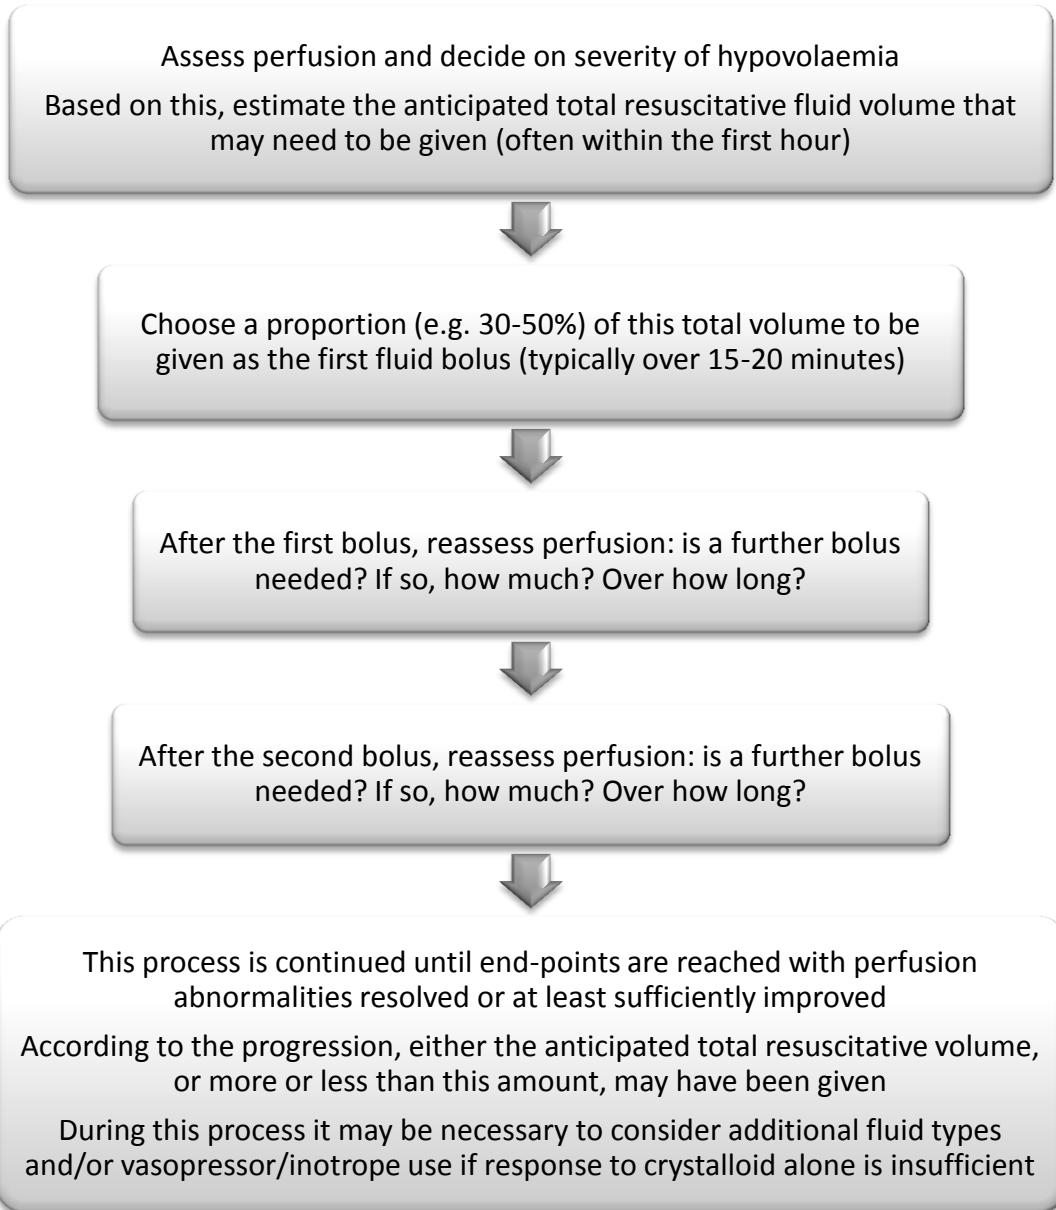 Assess perfusion and decide on severity of hypovolaemia
Based on this, estimate the anticipated total resuscitative fluid volume that
may need to be given (often within the first hour)
Choose a proportion (e.g. 30-50%) of this total volume to be
given as the first fluid bolus (typically over 15-20 minutes)
After the first bolus, reassess perfusion: is a further bolus
needed? If so, how much? Over how long?
After the second bolus, reassess perfusion: is a further bolus
needed? If so, how much? Over how long?
This process is continued until end-points are reached with perfusion
abnormalities resolved or at least sufficiently improved
According to the progression, either the anticipated total resuscitative volume,
or more or less than this amount, may have been given
During this process it may be necessary to consider additional fluid types
and/or vasopressor/inotrope use if response to crystalloid alone is insufficient